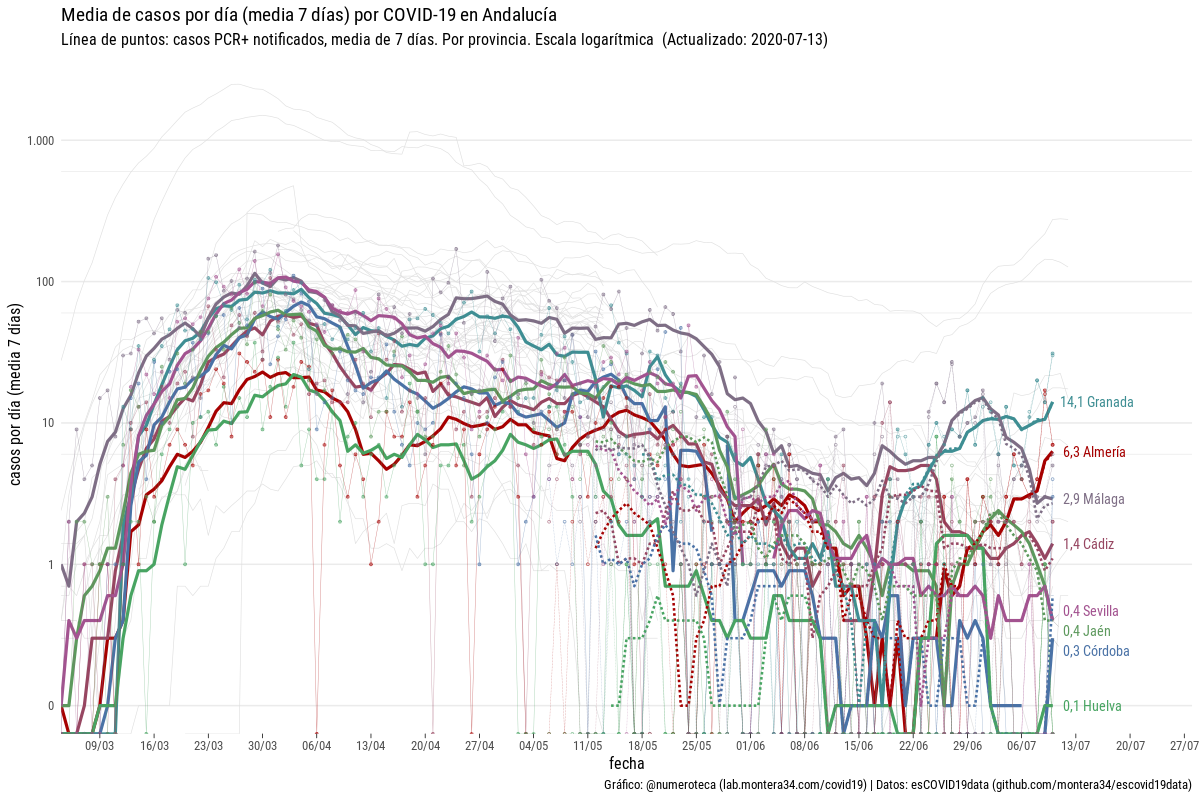 Media de casos por día (media 7 días) por COVID-19 en Andalucía
Línea de puntos: casos PCR+ notificados, media de 7 días. Por provincia. Escala logarítmica  (Actualizado: 2020-07-13)
casos por día (media 7 días)
1.000
100
10
1
0
14,1 Granada
6,3 Almería
2,9 Málaga
1,4 Cádiz
0,4 Sevilla
0,4 Jaén
0,3 Córdoba
0,1 Huelva
09/03 16/03 23/03 30/03 06/04 13/04 20/04 27/04 04/05 11/05 18/05 25/05 01/06 08/06 15/06 22/06 29/06 06/07 13/07 20/07 27/07
fecha
Gráfico: @numeroteca (lab.montera34.com/covid19) | Datos: esCOVID19data (github.com/montera34/escovid19data)